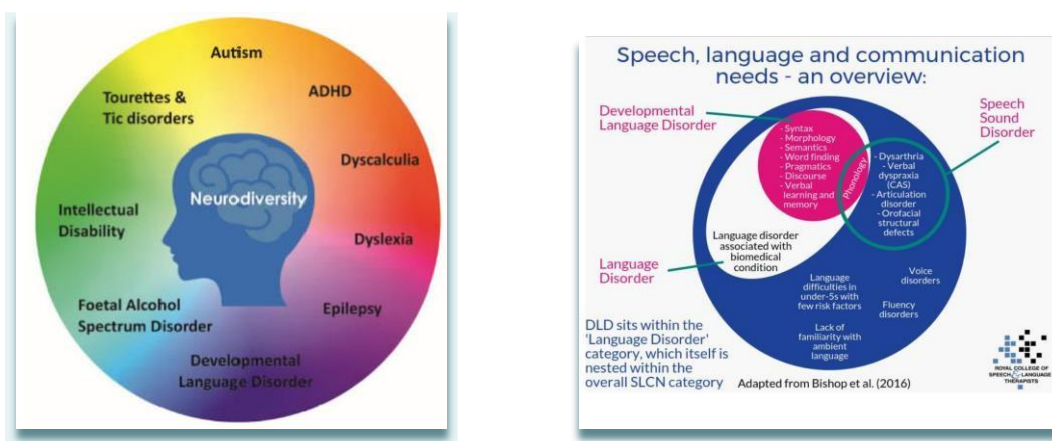 Autism
ADHD
Tourettes &
Tic disorders
Dyscalculia
Neurodiversity
Intellectual
Disability
Dyslexia
Foetal Alcohol
Spectrum Disorder
Epilepsy
Developmental
Language Disorder
Speech, language and communication
needs - an overview:
Developmental
Language Disorder
Speech
Sound
Disorder
- Syntax
- Morphology
- Semantics
- Word finding
- Pragmatics
- Discourse
- Verbal
learning and
memory
Phonology
- Dysarthria
- Verbal
dyspraxia
(CAS)
- Articulation
disorder
- Orofacial
structural
defects
Language disorder
associated with
biomedical
condition
Language
Disorder
Language
difficulties in
under-5s with
few risk factors
Voice
disorders
Fluency
disorders
Lack of
familiarity with
ambient
language
DLD sits within the
'Language Disorder'
category, which itself is
nested within the
overall SLCN category
Adapted from Bishop et al. (2016)
ROYAL COLLEGE OF
SPEECH & LANGUAGE
THERAPISTS